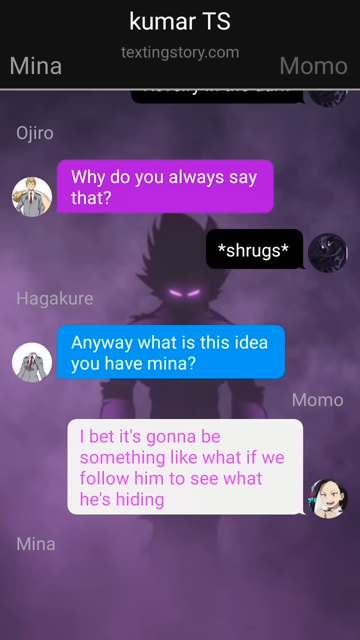 kumar TS
textingstory.com
Mina
Momo
Ojiro
Why do you always say
that?
*shrugs*
Hagakure
Anyway what is this idea
you have mina?
Momo
I bet it's gonna be
something like what if we
follow him to see what
he's hiding
Mina